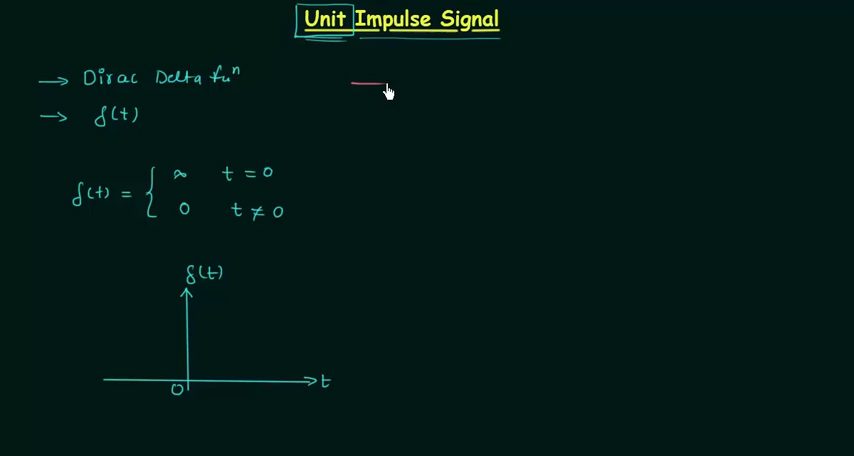 Unit Impulse Signal
→ Dirac Delta fuⁿ
→ δ(t)
δ(t) = { ∞ t = 0
0 t ≠ 0
δ(t)
0
t